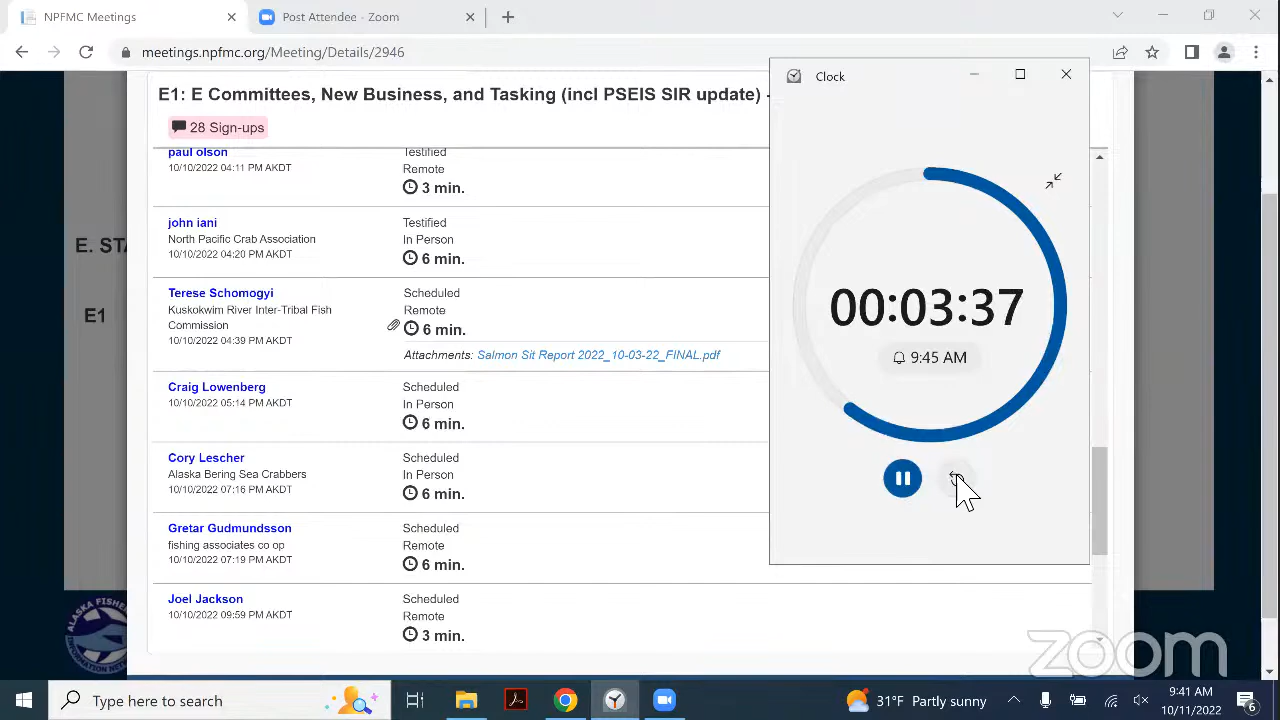 NPFMC Meetings
Post Attendee - Zoom
meetings.npfmc.org/Meeting/Details/2946
E1: E Committees, New Business, and Tasking (incl PSEIS SIR update) -
28 Sign-ups
paul olson
10/10/2022 04:11 PM AKDT
Testified
Remote
3 min.
john iani
North Pacific Crab Association
10/10/2022 04:20 PM AKDT
Testified
In Person
6 min.
Terese Schomogyi
Kuskokwim River Inter-Tribal Fish
Commission
10/10/2022 04:39 PM AKDT
Scheduled
Remote
6 min.
Attachments: Salmon Sit Report 2022_10-03-22_FINAL.pdf
Craig Lowenberg
10/10/2022 05:14 PM AKDT
Scheduled
In Person
6 min.
Cory Lescher
Alaska Bering Sea Crabbers
10/10/2022 07:16 PM AKDT
Scheduled
In Person
6 min.
Gretar Gudmundsson
fishing associates co op
10/10/2022 07:19 PM AKDT
Scheduled
Remote
6 min.
Joel Jackson
10/10/2022 09:59 PM AKDT
Scheduled
Remote
3 min.
Clock
00:03:37
9:45 AM
E. STA
E1
ALASKA FISHE
INFORMATION NET
zoom
Type here to search
31°F Partly sunny
9:41 AM
10/11/2022
6